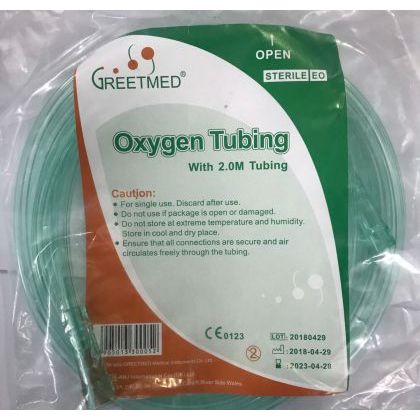 OPEN
STERILE EO
GREETMED®
Oxygen Tubing
With 2.0M Tubing
Caution:
• For single use. Discard after use.
• Do not use if package is open or damaged.
• Do not store at extreme temperature and humidity.
Store in cool and dry place.
• Ensure that all connections are secure and air
circulates freely through the tubing.
CE 0123
LOT: 20180429
2018-04-29
2023-04-28
2